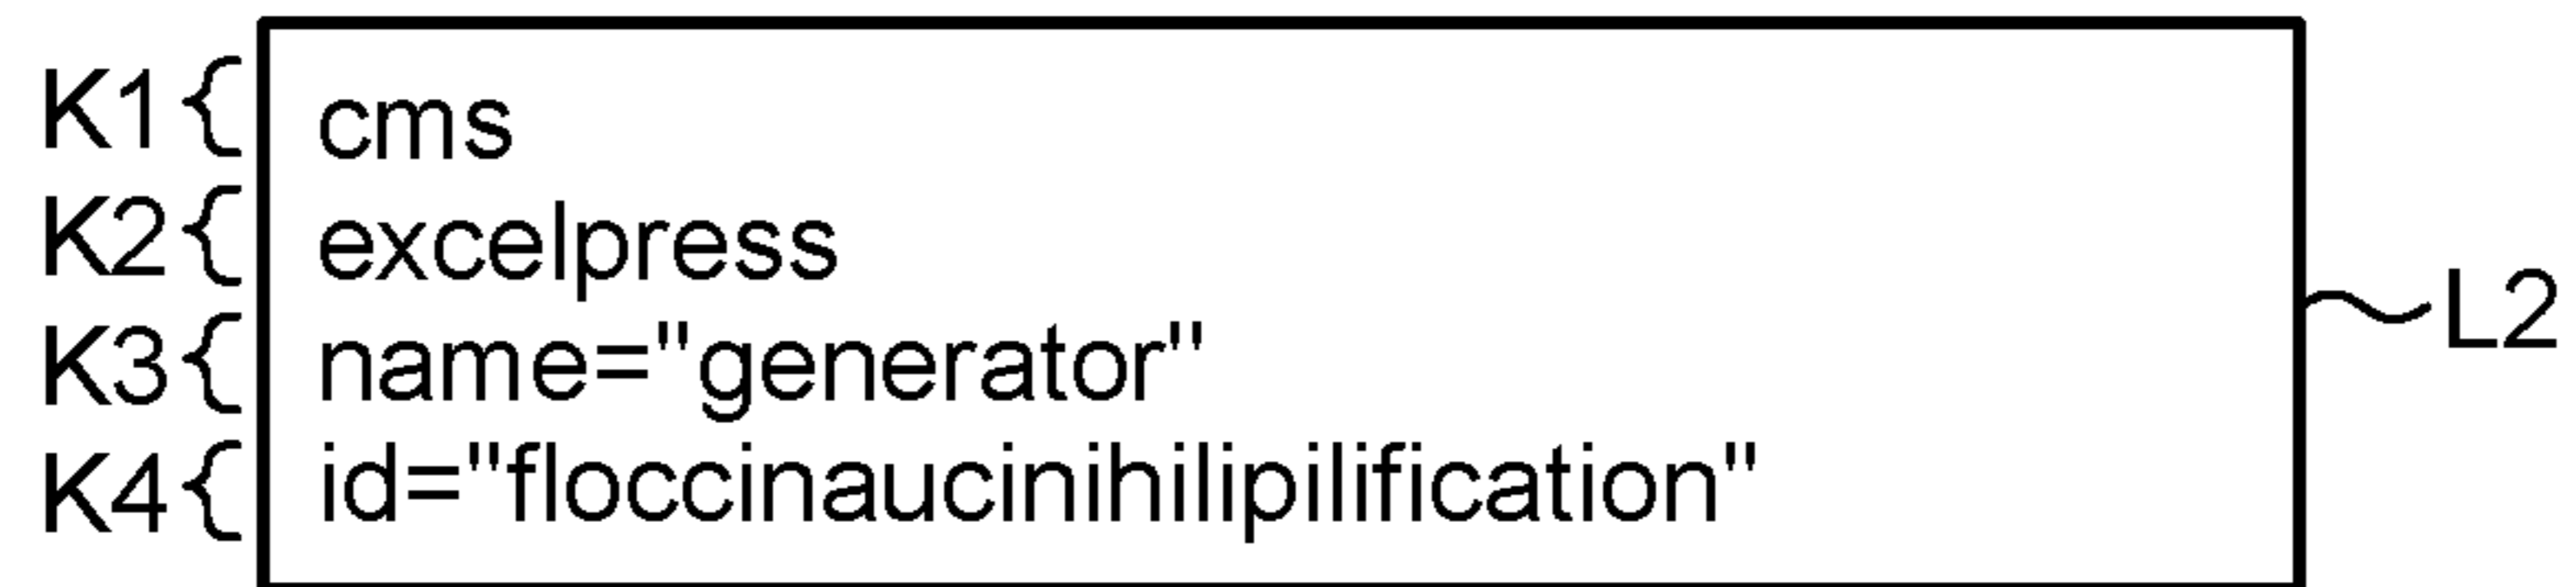 K1 cms
K2 excelpress
K3 name="generator"
K4 id="floccinaucinihilipilification"
L2